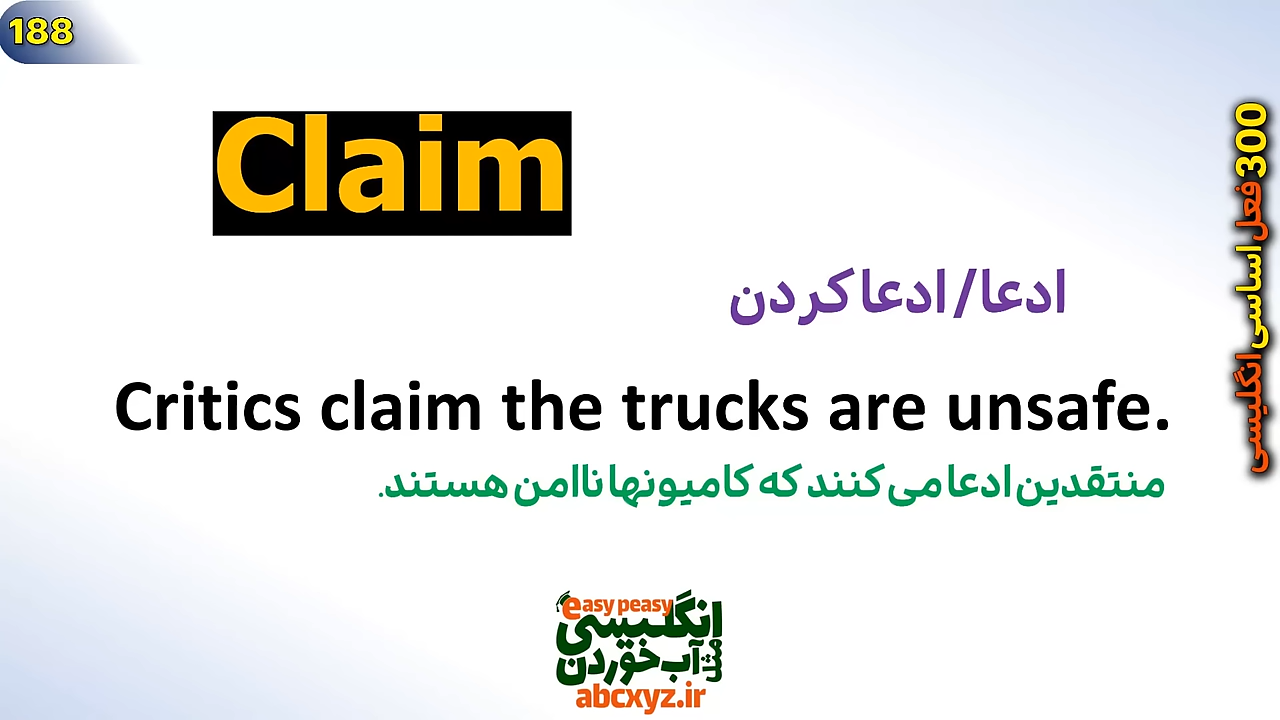 188
Claim
ادعا/ ادعا کردن
Critics claim the trucks are unsafe.
منتقدین ادعا می کنند که کامیونها ناامن هستند.
300 فعل اساسی انگلیسی
easy peasy
انگلیسی
مثل آب خوردن
abcxyz.ir